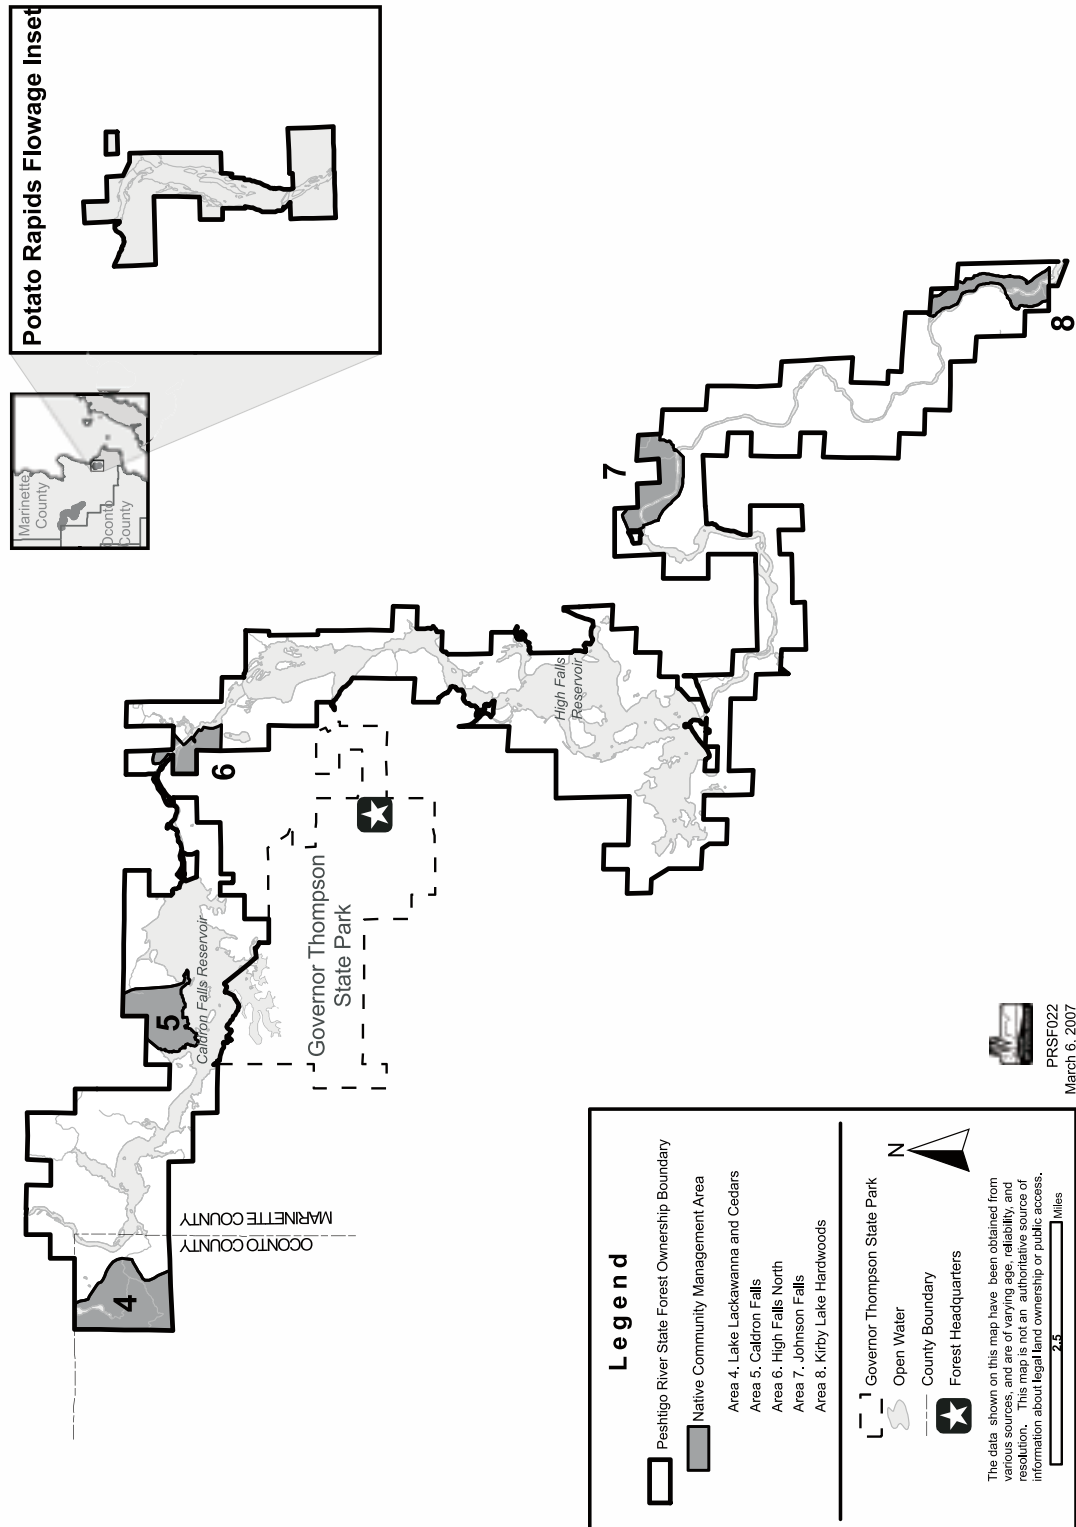 Potato Rapids Flowage Inset
Marinette
County
Oconto
County
4
5
6
7
8
Caldron Falls Reservoir
High Falls
Reservoir
Governor Thompson
State Park
MARINETTE COUNTY
OCONTO COUNTY
Legend
Peshtigo River State Forest Ownership Boundary
Native Community Management Area
Area 4. Lake Lackawanna and Cedars
Area 5. Caldron Falls
Area 6. High Falls North
Area 7. Johnson Falls
Area 8. Kirby Lake Hardwoods
Governor Thompson State Park
Open Water
County Boundary
Forest Headquarters
N
The data shown on this map have been obtained from
various sources, and are of varying age, reliability, and
resolution. This map is not an authoritative source of
information about legal land ownership or public access.
2.5
Miles
PRSF022
March 6, 2007